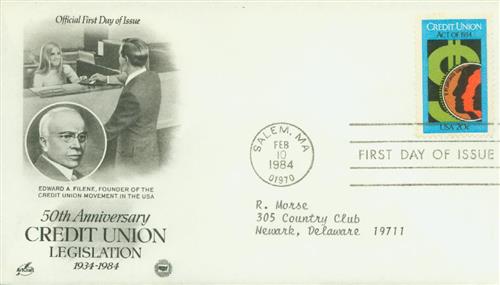 Official First Day of Issue
EDWARD A. FILENE, FOUNDER OF THE
CREDIT UNION MOVEMENT IN THE USA
50th Anniversary
CREDIT UNION
LEGISLATION
1934-1984
ArtCraft
CREDIT UNION
ACT OF 1934
USA 20c
SALEM, MA
FEB
10
1984
01970
FIRST DAY OF ISSUE
R. Morse
305 Country Club
Newark, Delaware 19711